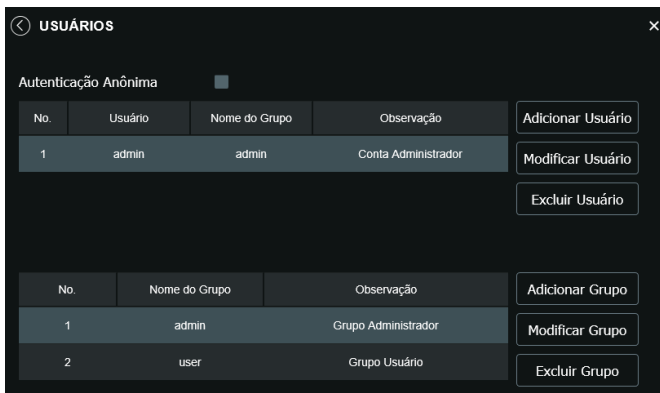 USUÁRIOS
Autenticação Anônima
No. Usuário Nome do Grupo Observação
1 admin admin Conta Administrador
Adicionar Usuário
Modificar Usuário
Excluir Usuário
No. Nome do Grupo Observação
1 admin Grupo Administrador
2 user Grupo Usuário
Adicionar Grupo
Modificar Grupo
Excluir Grupo